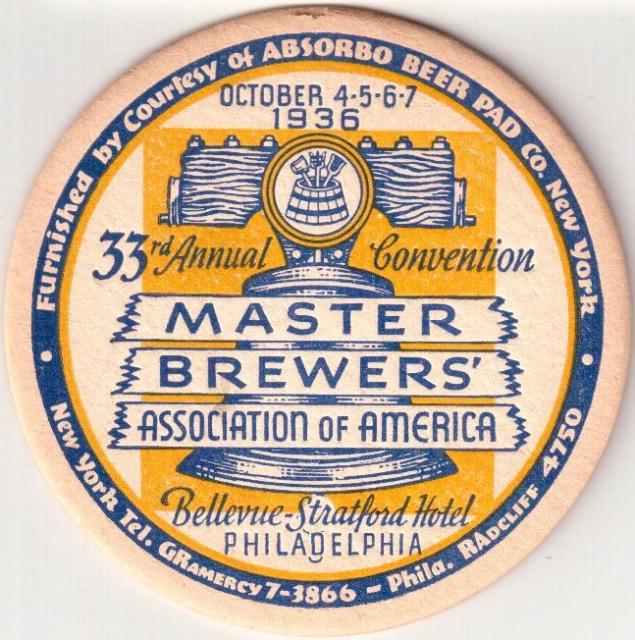 Furnished by Courtesy of ABSORBO BEER PAD CO. New York
OCTOBER 4-5-6-7
1936
33rd Annual Convention
MASTER
BREWERS'
ASSOCIATION OF AMERICA
Bellevue-Stratford Hotel
PHILADELPHIA
New York Tel. GRAMERCY 7-3866 - Phila. RADCLIFF 4750